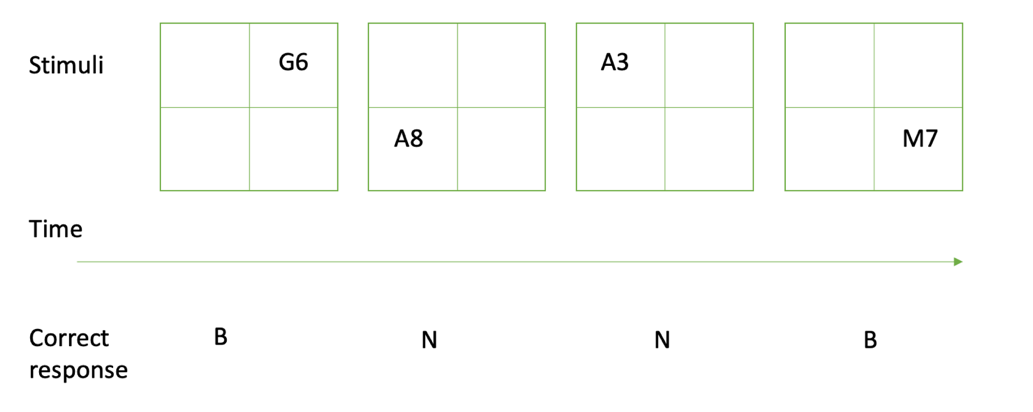 Stimuli
G6
A8
A3
M7
Time
Correct
response
B
N
N
B